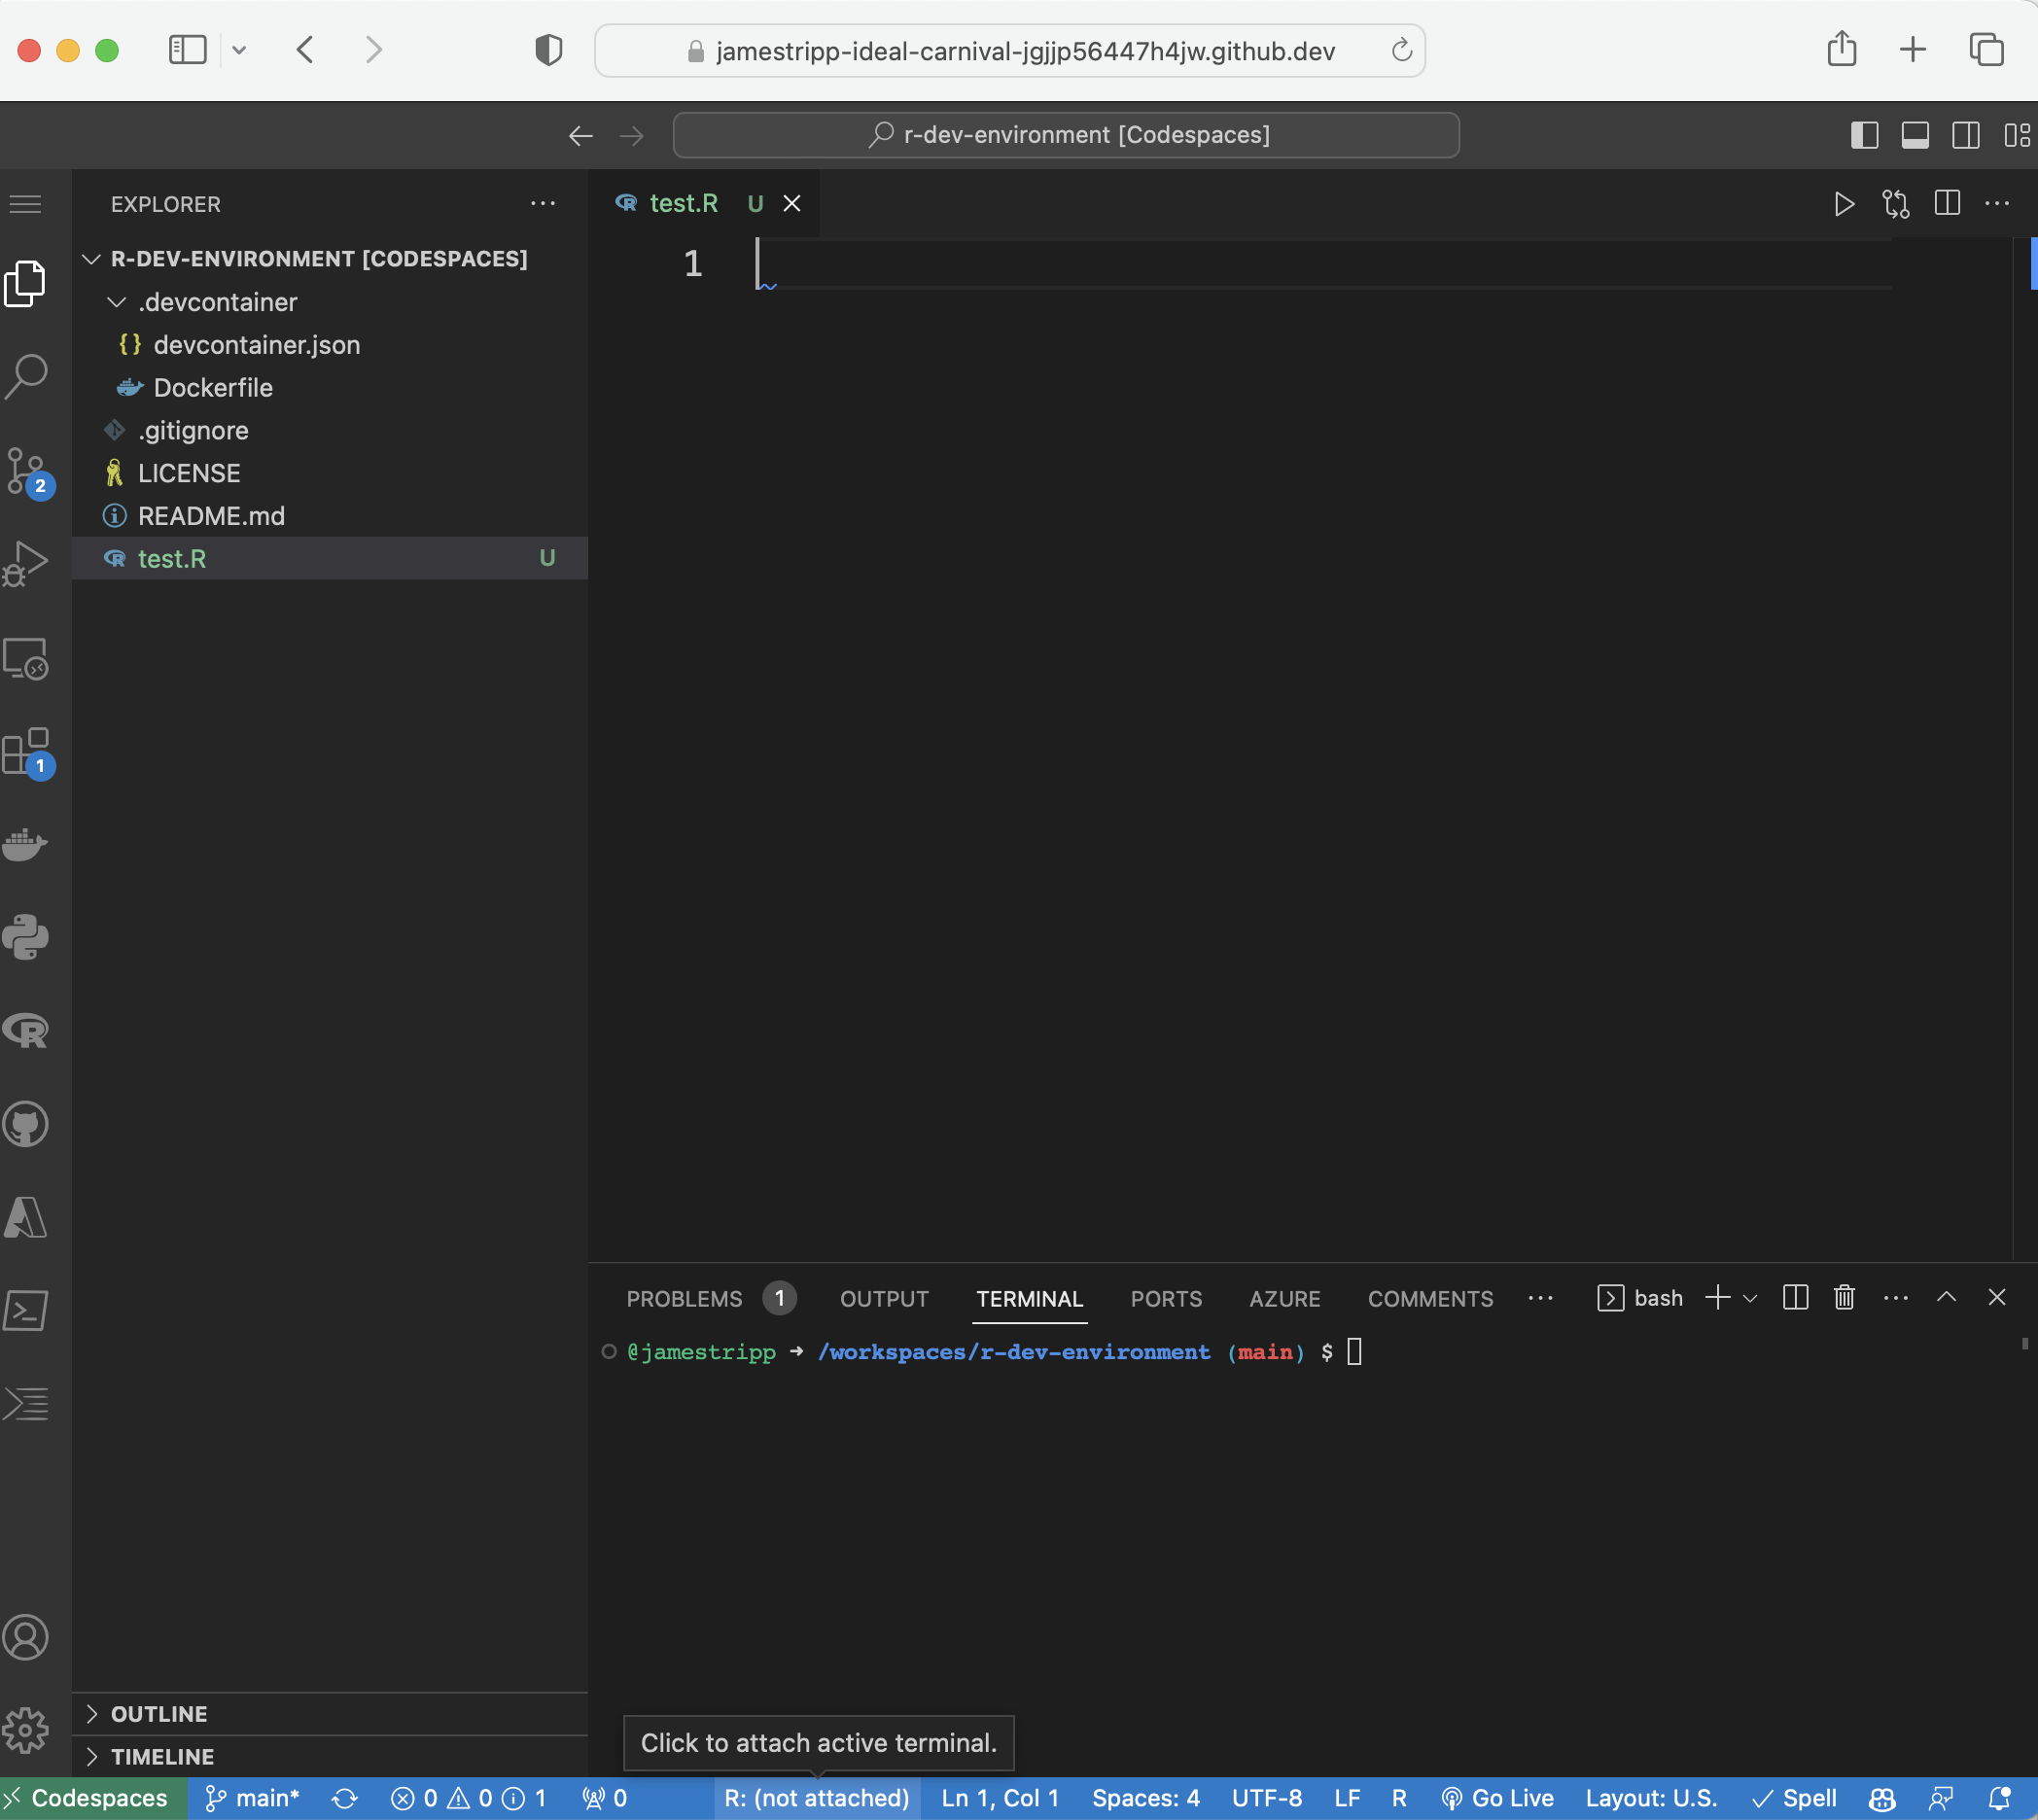 jamestripp-ideal-carnival-jgjjp56447h4jw.github.dev
r-dev-environment [Codespaces]
EXPLORER
R-DEV-ENVIRONMENT [CODESPACES]
.devcontainer
{} devcontainer.json
Dockerfile
.gitignore
LICENSE
README.md
test.R U
2
1
test.R U
1
PROBLEMS 1 OUTPUT TERMINAL PORTS AZURE COMMENTS bash
@jamestripp → /workspaces/r-dev-environment (main) $
OUTLINE
TIMELINE
Click to attach active terminal.
Codespaces main* 0 0 1 0 R: (not attached) Ln 1, Col 1 Spaces: 4 UTF-8 LF R Go Live Layout: U.S. Spell